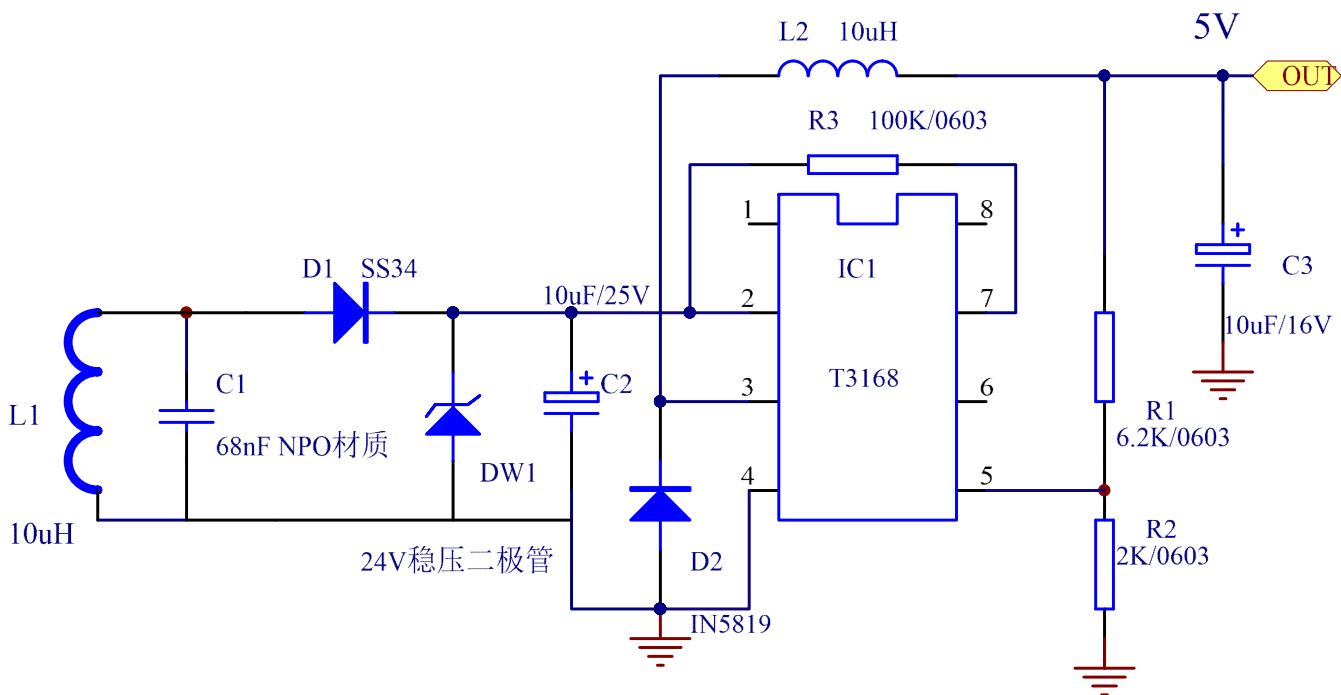 L2 10uH
5V
OUT
R3 100K/0603
1
8
D1 SS34
IC1
C3
10uF/25V
2
7
10uF/16V
C1
C2
3
T3168
6
L1
R1
68nF NPO材质
6.2K/0603
DW1
4
5
10uH
R2
24V稳压二极管
D2
2K/0603
IN5819